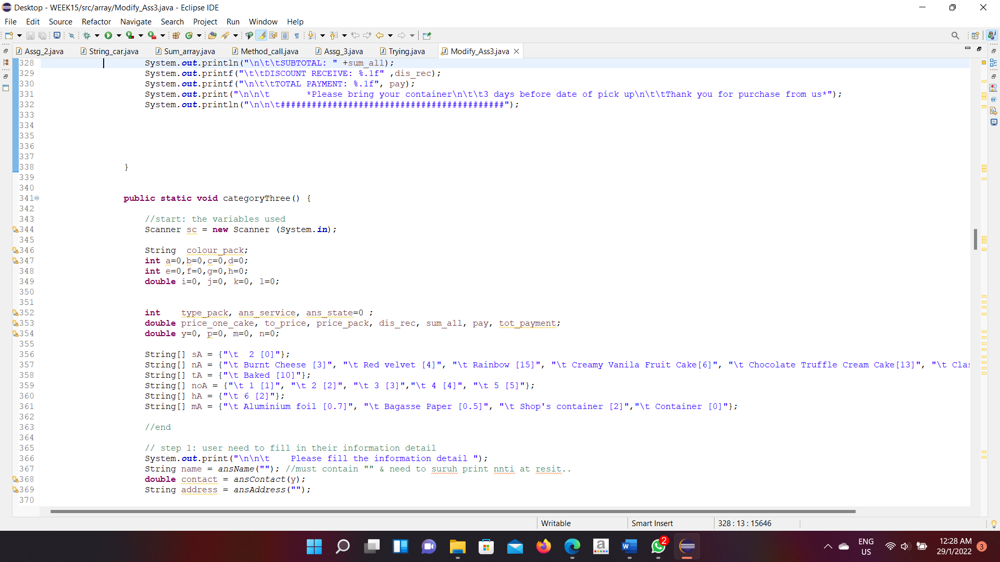 Desktop - WEEK15/src/array/Modify_Ass3.java - Eclipse IDE
File Edit Source Refactor Navigate Search Project Run Window Help
Assg_2.java String_car.java Sum_array.java Method_call.java Assg_3.java Trying.java Modify_Ass3.java
328 System.out.println("\n\t\tSUBTOTAL: " +sum_all);
329 System.out.printf("\t\tDISCOUNT RECEIVE: %.1f" ,dis_rec);
330 System.out.printf("\n\t\tTOTAL PAYMENT: %.1f", pay);
331 System.out.print("\n\n\t       *Please bring your container\n\t\t3 days before date of pick up\n\t\tThank you for purchase from us*");
332 System.out.println("\n\n\t###########################################");
333
334
335
336
337
338 }
339
340
341 public static void categoryThree() {
342
343 //start: the variables used
344 Scanner sc = new Scanner (System.in);
345
346 String  colour_pack;
347 int a=0,b=0,c=0,d=0;
348 int e=0,f=0,g=0,h=0;
349 double i=0, j=0, k=0, l=0;
350
351
352 int    type_pack, ans_service, ans_state=0 ;
353 double price_one_cake, to_price, price_pack, dis_rec, sum_all, pay, tot_payment;
354 double y=0, p=0, m=0, n=0;
355
356 String[] sA = {"\t  2 [0]"};
357 String[] nA = {"\t Burnt Cheese [3]", "\t Red velvet [4]", "\t Rainbow [15]", "\t Creamy Vanila Fruit Cake[6]", "\t Chocolate Truffle Cream Cake[13]", "\t Clas
358 String[] tA = {"\t Baked [10]"};
359 String[] noA = {"\t 1 [1]", "\t 2 [2]", "\t 3 [3]","\t 4 [4]", "\t 5 [5]"};
360 String[] hA = {"\t 6 [2]"};
361 String[] mA = {"\t Aluminium foil [0.7]", "\t Bagasse Paper [0.5]", "\t Shop's container [2]","\t Container [0]"};
362
363 //end
364
365 // step 1: user need to fill in their information detail
366 System.out.print("\n\n\t    Please fill the information detail ");
367 String name = ansName(""); //must contain "" & need to suruh print nnti at resit..
368 double contact = ansContact(y);
369 String address = ansAddress("");
370
Writable Smart Insert 328 : 13 : 15646
2
ENG
US
12:28 AM
29/1/2022
3